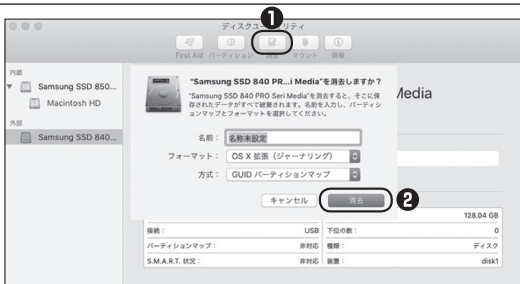 ディスクユーティリティ
❶
First Aid パーティション 消去 マウント 情報
内蔵
Samsung SSD 850...
Macintosh HD
外部
Samsung SSD 840...
"Samsung SSD 840 PR...i Media"を消去しますか？
"Samsung SSD 840 PRO Seri Media"を消去すると、そこに保
存されたデータがすべて破棄されます。名前を入力し、パーティシ
ョンマップとフォーマットを選択してください。
Media
名前： 名称未設定
フォーマット： OS X 拡張（ジャーナリング）
方式： GUID パーティションマップ
キャンセル 消去 ❷
128.04 GB
接続： USB 下位の数： 0
パーティションマップ： 非対応 種類： ディスク
S.M.A.R.T. 状況： 非対応 装置： disk1